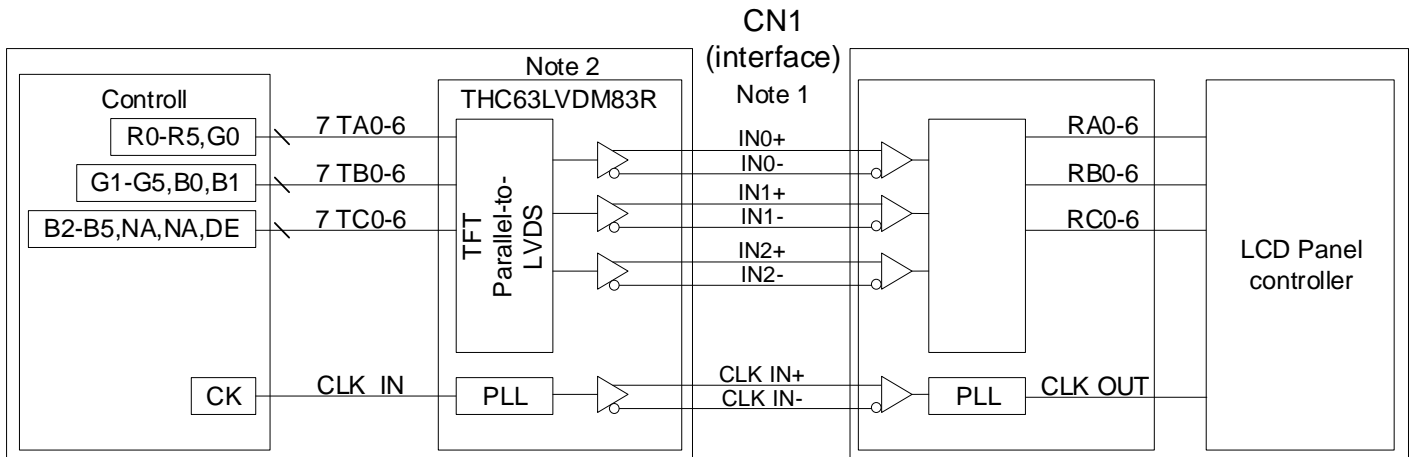 CN1
(interface)
Note 1
Note 2
THC63LVDM83R
Controll
R0-R5,G0
7 TA0-6
G1-G5,B0,B1
7 TB0-6
B2-B5,NA,NA,DE
7 TC0-6
TFT
Parallel-to-
LVDS
IN0+
IN0-
IN1+
IN1-
IN2+
IN2-
RA0-6
RB0-6
RC0-6
LCD Panel
controller
CK
CLK IN
PLL
CLK IN+
CLK IN-
PLL
CLK OUT